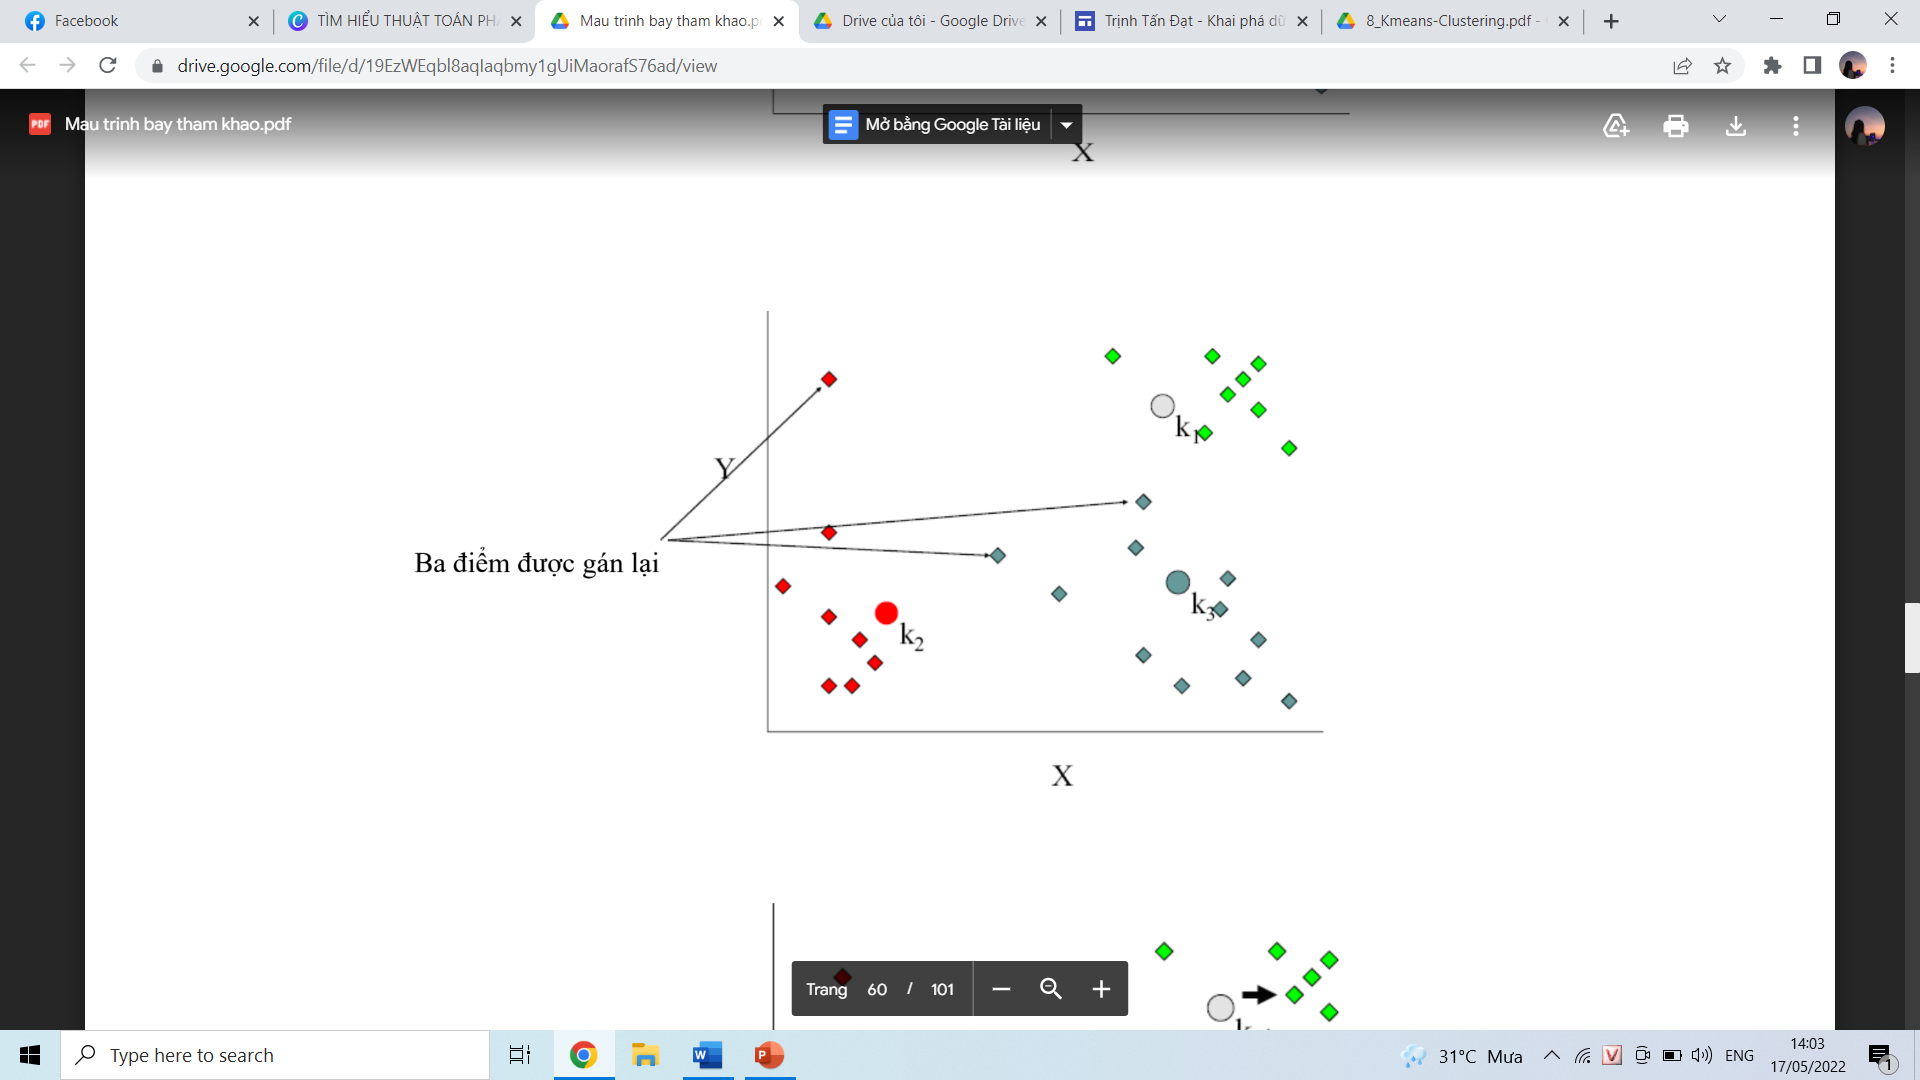 Facebook
TÌM HIỂU THUẬT TOÁN PH
Mau trinh bay tham khao.p
Drive của tôi - Google Drive
Trịnh Tấn Đạt - Khai phá dữ
8_Kmeans-Clustering.pdf -
drive.google.com/file/d/19EzWEqbl8aqIaqbmy1gUiMaorafS76ad/view
PDF
Mau trinh bay tham khao.pdf
Mở bằng Google Tài liệu
X
k1
Y
Ba điểm được gán lại
k3
k2
X
Trang 60 / 101
Type here to search
31°C Mưa
ENG
14:03
17/05/2022
1